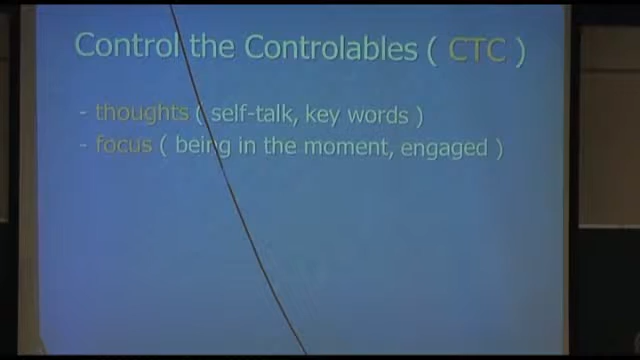 Control the Controlables ( CTC )
- thoughts ( self-talk, key words )
- focus ( being in the moment, engaged )